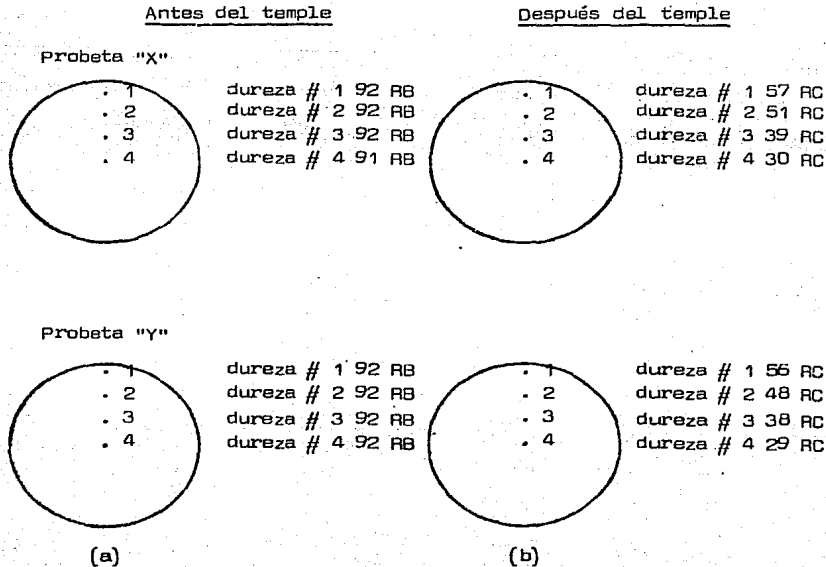 Antes del temple
Después del temple
Probeta "X"
. 1
. 2
. 3
. 4
dureza # 1 92 RB
dureza # 2 92 RB
dureza # 3 92 RB
dureza # 4 91 RB
. 1
. 2
. 3
. 4
dureza # 1 57 RC
dureza # 2 51 RC
dureza # 3 39 RC
dureza # 4 30 RC
Probeta "Y"
. 1
. 2
. 3
. 4
dureza # 1 92 RB
dureza # 2 92 RB
dureza # 3 92 RB
dureza # 4 92 RB
. 1
. 2
. 3
. 4
dureza # 1 56 RC
dureza # 2 48 RC
dureza # 3 38 RC
dureza # 4 29 RC
(a)
(b)